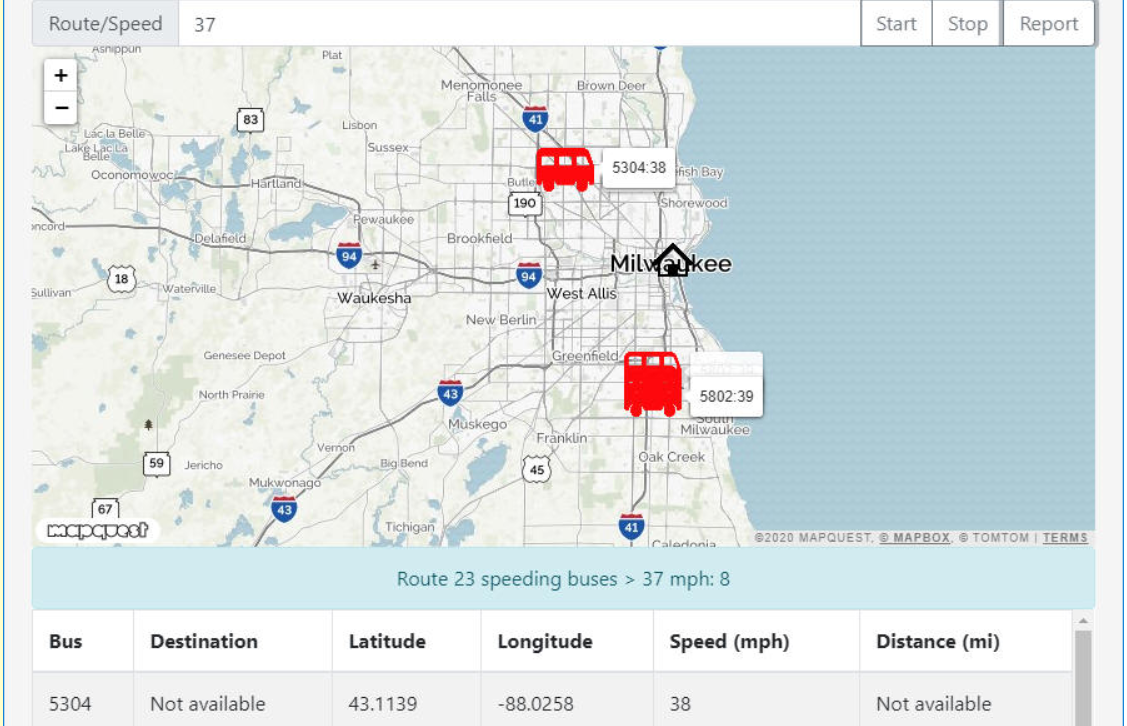 Route/Speed 37 Start Stop Report
+
−
Ashippun
Plat
Menomonee
Falls
Brown Deer
41
83
Lac la Belle
Lake Lac La
Belle
Lisbon
Sussex
Oconomowoc
Hartland
5304:38
efish Bay
Butle
190
Shorewood
Pewaukee
oncord
Delafield
Brookfield
94
Milwaukee
94
18
Sullivan
Waterville
Waukesha
West Allis
New Berlin
Genesee Depot
Greenfield
North Prairie
43
5802:39
South
Milwaukee
Muskego
Franklin
Vernon
Oak Creek
59
Jericho
Big Bend
45
Mukwonago
67
43
mapquest
Tichigan
41
Caledonia
©2020 MAPQUEST, © MAPBOX, © TOMTOM | TERMS
Route 23 speeding buses > 37 mph: 8
Bus Destination Latitude Longitude Speed (mph) Distance (mi)
5304 Not available 43.1139 -88.0258 38 Not available